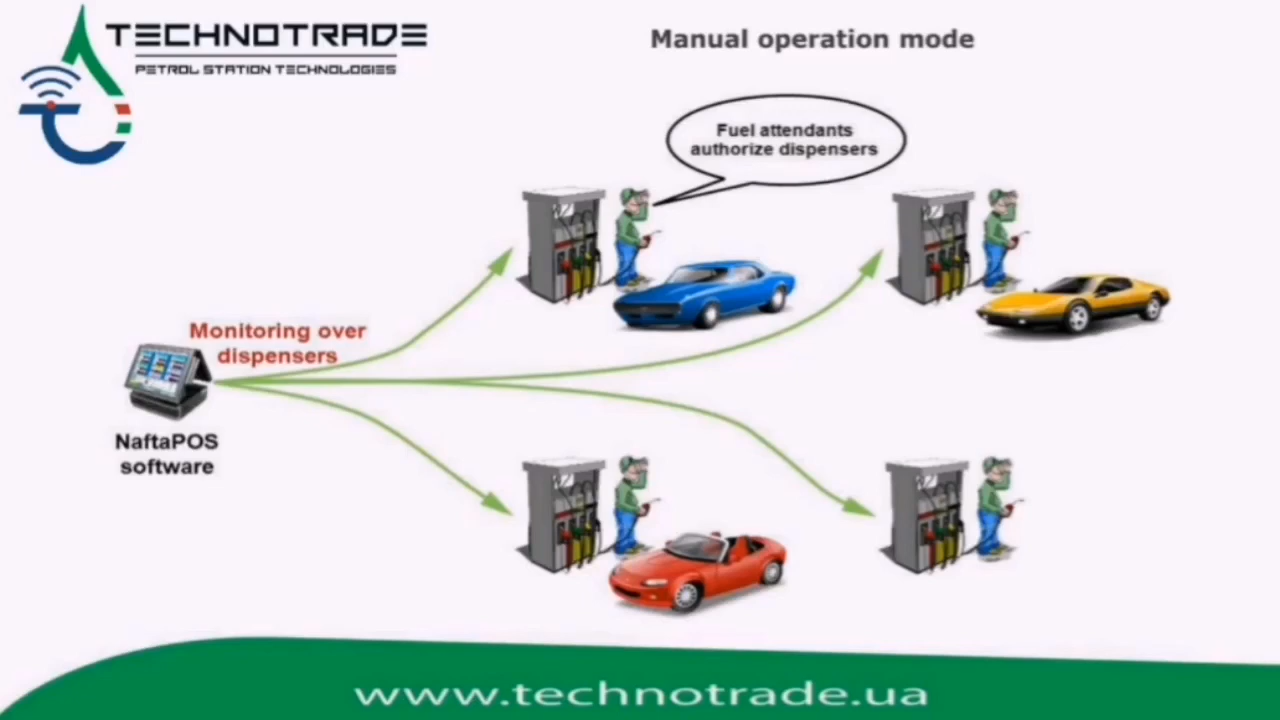 TECHNOTRADE
PETROL STATION TECHNOLOGIES
Manual operation mode
Fuel attendants
authorize dispensers
Monitoring over
dispensers
NaftaPOS
software
www.technotrade.ua